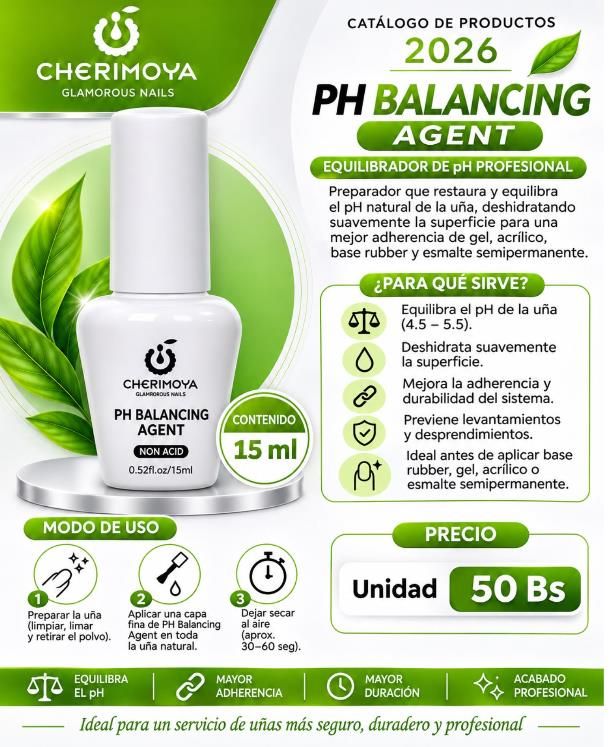 CHERIMOYA
GLAMOROUS NAILS
CATÁLOGO DE PRODUCTOS
2026
PH BALANCING
AGENT
EQUILIBRADOR DE pH PROFESIONAL
Preparador que restaura y equilibra
el pH natural de la uña, deshidratando
suavemente la superficie para una
mejor adherencia de gel, acrílico,
base rubber y esmalte semipermanente.
¿PARA QUÉ SIRVE?
Equilibra el pH de la uña
(4.5 – 5.5).
Deshidrata suavemente
la superficie.
Mejora la adherencia y
durabilidad del sistema.
Previene levantamientos
y desprendimientos.
Ideal antes de aplicar base
rubber, gel, acrílico o
esmalte semipermanente.
CHERIMOYA
GLAMROROUS NAILS
PH BALANCING
AGENT
NON ACID
0.52fl.oz/15ml
CONTENIDO
15 ml
MODO DE USO
1
Preparar la uña
(limpiar, limar
y retirar el polvo).
2
Aplicar una capa
fina de PH Balancing
Agent en toda
la uña natural.
3
Dejar secar
al aire
(aprox.
30–60 seg).
PRECIO
Unidad 50 Bs
EQUILIBRA
EL pH
MAYOR
ADHERENCIA
MAYOR
DURACIÓN
ACABADO
PROFESIONAL
Ideal para un servicio de uñas más seguro, duradero y profesional